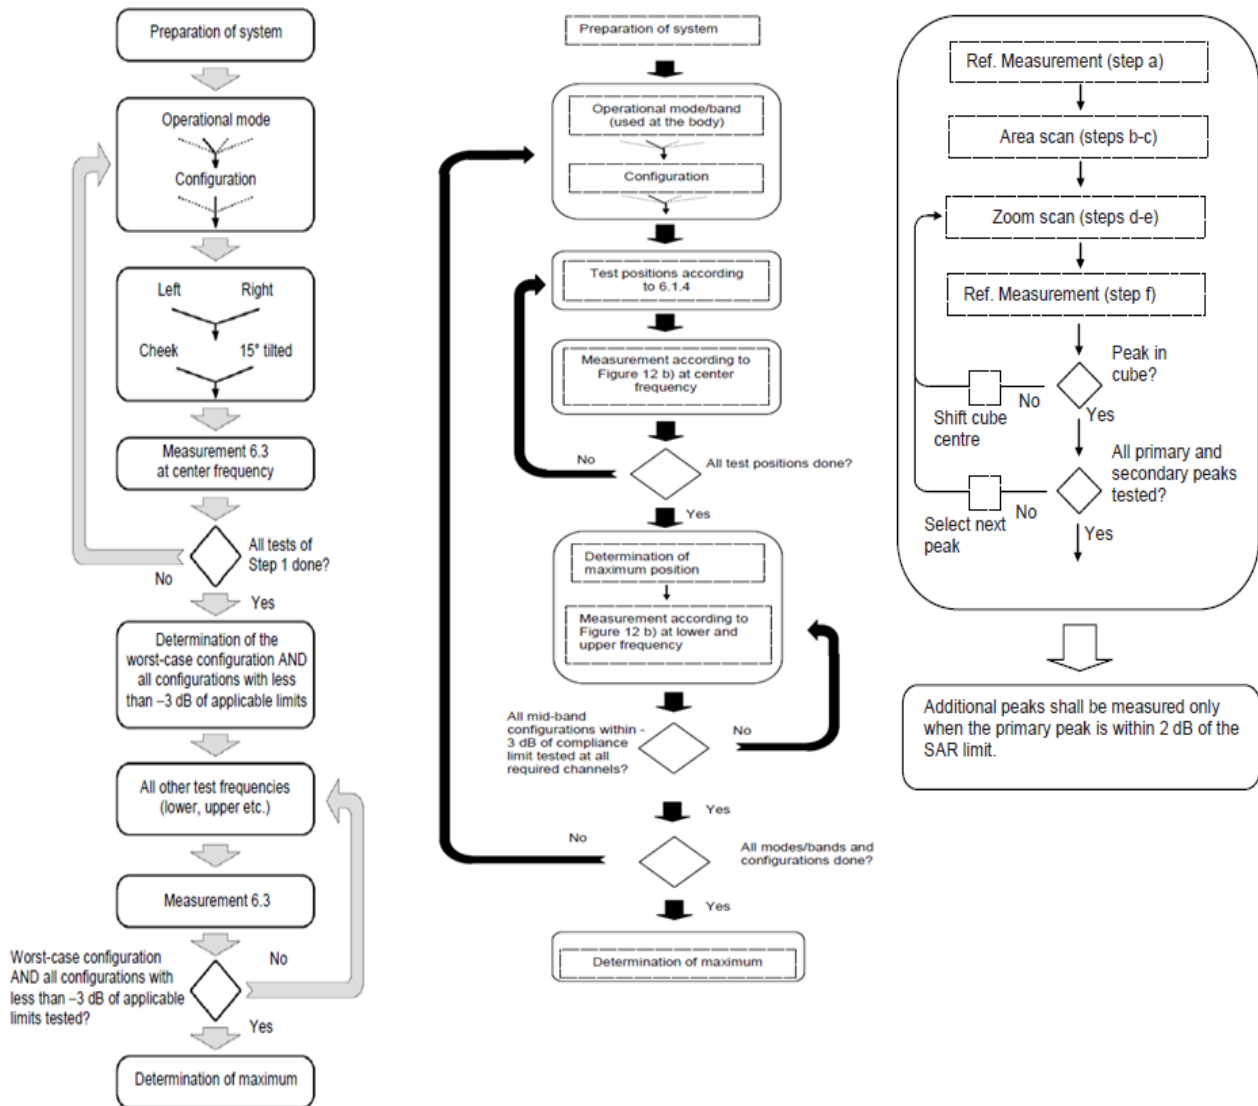 Preparation of system
Operational mode
Configuration
Left Right
Cheek 15° tilted
Measurement 6.3
at center frequency
All tests of
Step 1 done?
No
Yes
Determination of the
worst-case configuration AND
all configurations with less
than –3 dB of applicable limits
All other test frequencies
(lower, upper etc.)
Measurement 6.3
Worst-case configuration
AND all configurations with
less than –3 dB of applicable
limits tested?
No
Yes
Determination of maximum
Preparation of system
Operational mode/band
(used at the body)
Configuration
Test positions according
to 6.1.4
Measurement according to
Figure 12 b) at center
frequency
No
All test positions done?
Yes
Determination of
maximum position
Measurement according to
Figure 12 b) at lower and
upper frequency
All mid-band
configurations within -
3 dB of compliance
limit tested at all
required channels?
No
Yes
No
All modes/bands and
configurations done?
Yes
Determination of maximum
Ref. Measurement (step a)
Area scan (steps b-c)
Zoom scan (steps d-e)
Ref. Measurement (step f)
Peak in
cube?
No
Yes
Shift cube
centre
All primary and
secondary peaks
tested?
No
Yes
Select next
peak
Additional peaks shall be measured only
when the primary peak is within 2 dB of the
SAR limit.